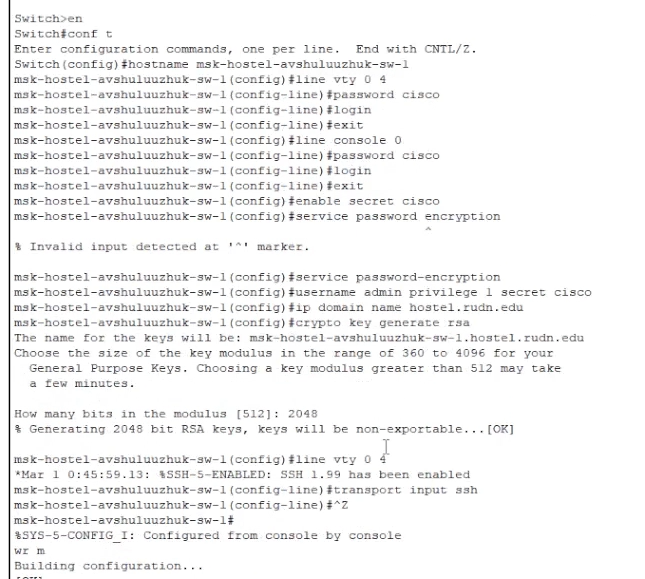 Switch>en
Switch#conf t
Enter configuration commands, one per line. End with CNTL/Z.
Switch(config)#hostname msk-hostel-avshuluuzhuk-sw-1
msk-hostel-avshuluuzhuk-sw-1(config)#line vty 0 4
msk-hostel-avshuluuzhuk-sw-1(config-line)#password cisco
msk-hostel-avshuluuzhuk-sw-1(config-line)#login
msk-hostel-avshuluuzhuk-sw-1(config-line)#exit
msk-hostel-avshuluuzhuk-sw-1(config)#line console 0
msk-hostel-avshuluuzhuk-sw-1(config-line)#password cisco
msk-hostel-avshuluuzhuk-sw-1(config-line)#login
msk-hostel-avshuluuzhuk-sw-1(config-line)#exit
msk-hostel-avshuluuzhuk-sw-1(config)#enable secret cisco
msk-hostel-avshuluuzhuk-sw-1(config)#service password encryption
^
% Invalid input detected at '^' marker.
msk-hostel-avshuluuzhuk-sw-1(config)#service password-encryption
msk-hostel-avshuluuzhuk-sw-1(config)#username admin privilege 1 secret cisco
msk-hostel-avshuluuzhuk-sw-1(config)#ip domain name hostel.rudn.edu
msk-hostel-avshuluuzhuk-sw-1(config)#crypto key generate rsa
The name for the keys will be: msk-hostel-avshuluuzhuk-sw-1.hostel.rudn.edu
Choose the size of the key modulus in the range of 360 to 4096 for your
General Purpose Keys. Choosing a key modulus greater than 512 may take
a few minutes.
How many bits in the modulus [512]: 2048
% Generating 2048 bit RSA keys, keys will be non-exportable...[OK]
msk-hostel-avshuluuzhuk-sw-1(config)#line vty 0 4
*Mar 1 0:45:59.13: %SSH-5-ENABLED: SSH 1.99 has been enabled
msk-hostel-avshuluuzhuk-sw-1(config-line)#transport input ssh
msk-hostel-avshuluuzhuk-sw-1(config-line)#^Z
msk-hostel-avshuluuzhuk-sw-1#
%SYS-5-CONFIG_I: Configured from console by console
wr m
Building configuration...
[OK]